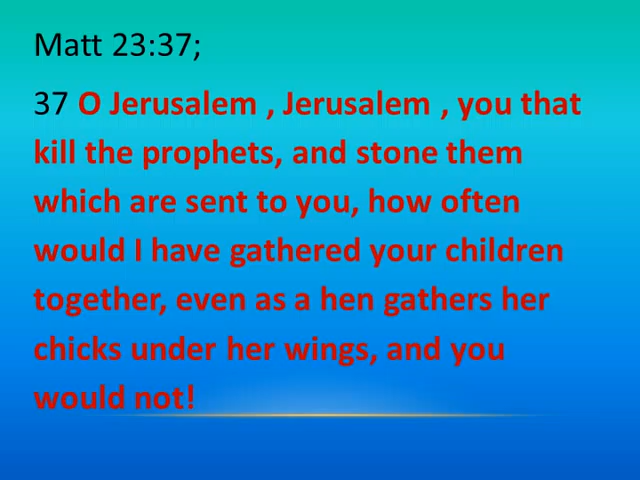 Matt 23:37;
37 O Jerusalem , Jerusalem , you that
kill the prophets, and stone them
which are sent to you, how often
would I have gathered your children
together, even as a hen gathers her
chicks under her wings, and you
would not!